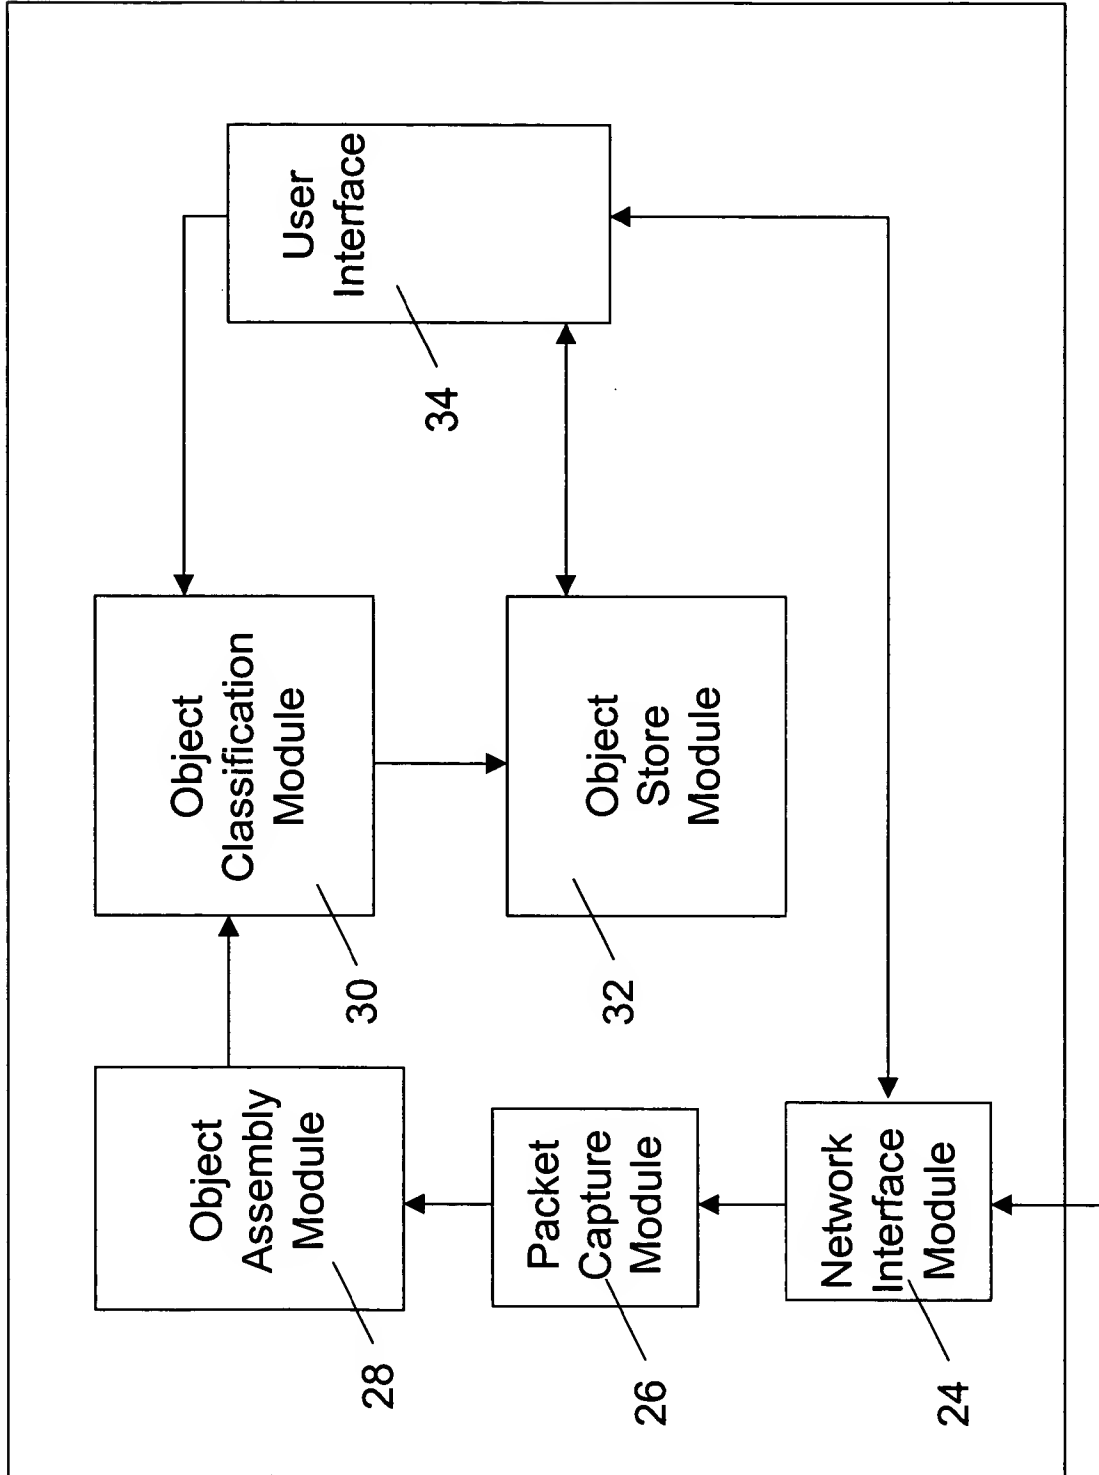 Object
Assembly
Module
28
Object
Classification
Module
30
User
Interface
34
Packet
Capture
Module
26
Object
Store
Module
32
Network
Interface
Module
24